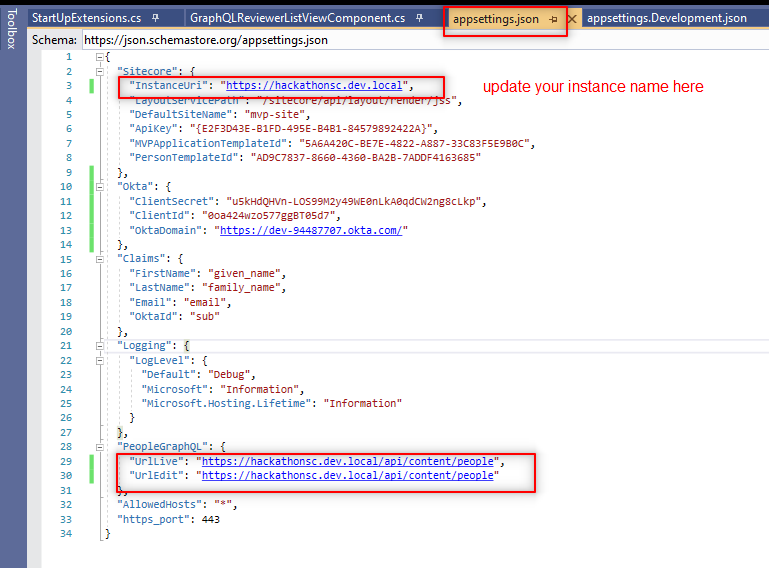 Toolbox
StartUpExtensions.cs
GraphQLReviewerListViewComponent.cs
appsettings.json
appsettings.Development.json
Schema: https://json.schemastore.org/appsettings.json
1 {
2 "Sitecore": {
3 "InstanceUri": "https://hackathonsc.dev.local",
update your instance name here
4 "LayoutServicePath": "/sitecore/api/layout/render/jss",
5 "DefaultSiteName": "mvp-site",
6 "ApiKey": "{E2F3D43E-B1FD-495E-B4B1-84579892422A}",
7 "MVPApplicationTemplateId": "5A6A420C-BE7E-4822-A887-33C83F5E9B0C",
8 "PersonTemplateId": "AD9C7837-8660-4360-BA2B-7ADDF4163685"
9 },
10 "Okta": {
11 "ClientSecret": "u5kHdQHVn-LOS99M2y49WE0nLkA0qdCW2ng8cLkp",
12 "ClientId": "0oa424wzo577ggBT05d7",
13 "OktaDomain": "https://dev-94487707.okta.com/"
14 },
15 "Claims": {
16 "FirstName": "given_name",
17 "LastName": "family_name",
18 "Email": "email",
19 "OktaId": "sub"
20 },
21 "Logging": {
22 "LogLevel": {
23 "Default": "Debug",
24 "Microsoft": "Information",
25 "Microsoft.Hosting.Lifetime": "Information"
26 }
27 },
28 "PeopleGraphQL": {
29 "UrlLive": "https://hackathonsc.dev.local/api/content/people",
30 "UrlEdit": "https://hackathonsc.dev.local/api/content/people"
31 },
32 "AllowedHosts": "*",
33 "https_port": 443
34 }